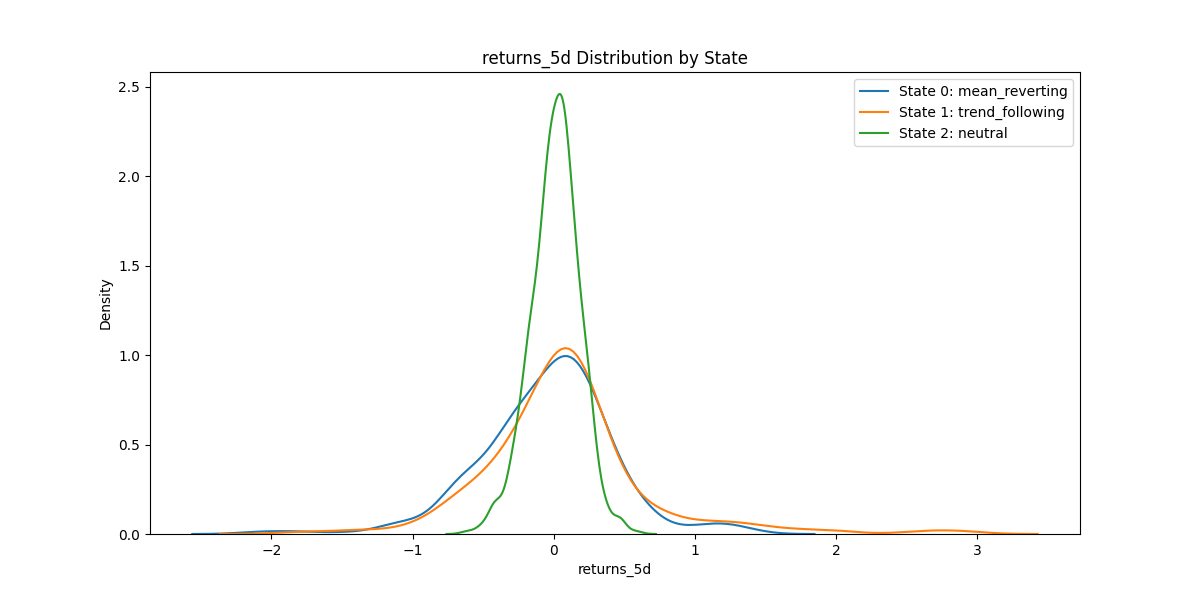 returns_5d Distribution by State
State 0: mean_reverting
State 1: trend_following
State 2: neutral
Density
2.5
2.0
1.5
1.0
0.5
0.0
−2
−1
0
1
2
3
returns_5d